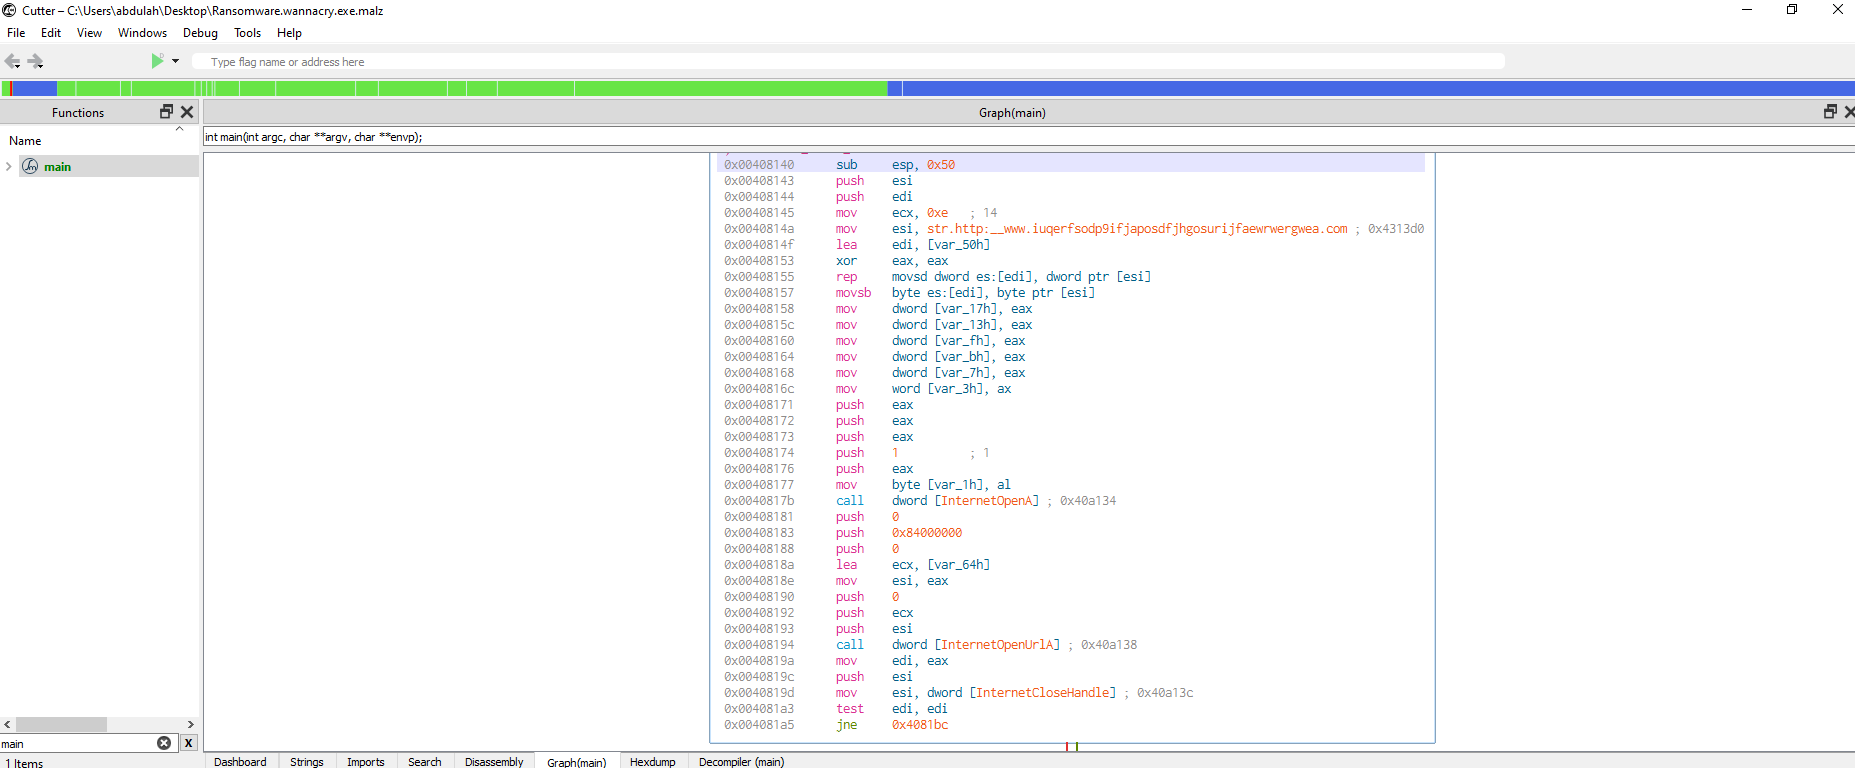 Cutter – C:\Users\abdulah\Desktop\Ransomware.wannacry.exe.malz
File Edit View Windows Debug Tools Help
Type flag name or address here
Functions
Graph(main)
Name
int main(int argc, char **argv, char **envp);
main
0x00408140 sub esp, 0x50
0x00408143 push esi
0x00408144 push edi
0x00408145 mov ecx, 0xe ; 14
0x0040814a mov esi, str.http:__www.iuqerfsodp9ifjaposdfjhgosurijfaewrwergwea.com ; 0x4313d0
0x0040814f lea edi, [var_50h]
0x00408153 xor eax, eax
0x00408155 rep movsd dword es:[edi], dword ptr [esi]
0x00408157 movsb byte es:[edi], byte ptr [esi]
0x00408158 mov dword [var_17h], eax
0x0040815c mov dword [var_13h], eax
0x00408160 mov dword [var_fh], eax
0x00408164 mov dword [var_bh], eax
0x00408168 mov dword [var_7h], eax
0x0040816c mov word [var_3h], ax
0x00408171 push eax
0x00408172 push eax
0x00408173 push eax
0x00408174 push 1 ; 1
0x00408176 push eax
0x00408177 mov byte [var_1h], al
0x0040817b call dword [InternetOpenA] ; 0x40a134
0x00408181 push 0
0x00408183 push 0x84000000
0x00408188 push 0
0x0040818a lea ecx, [var_64h]
0x0040818e mov esi, eax
0x00408190 push 0
0x00408192 push ecx
0x00408193 push esi
0x00408194 call dword [InternetOpenUrlA] ; 0x40a138
0x0040819a mov edi, eax
0x0040819c push esi
0x0040819d mov esi, dword [InternetCloseHandle] ; 0x40a13c
0x004081a3 test edi, edi
0x004081a5 jne 0x4081bc
main X
1 Items
Dashboard Strings Imports Search Disassembly Graph(main) Hexdump Decompiler (main)